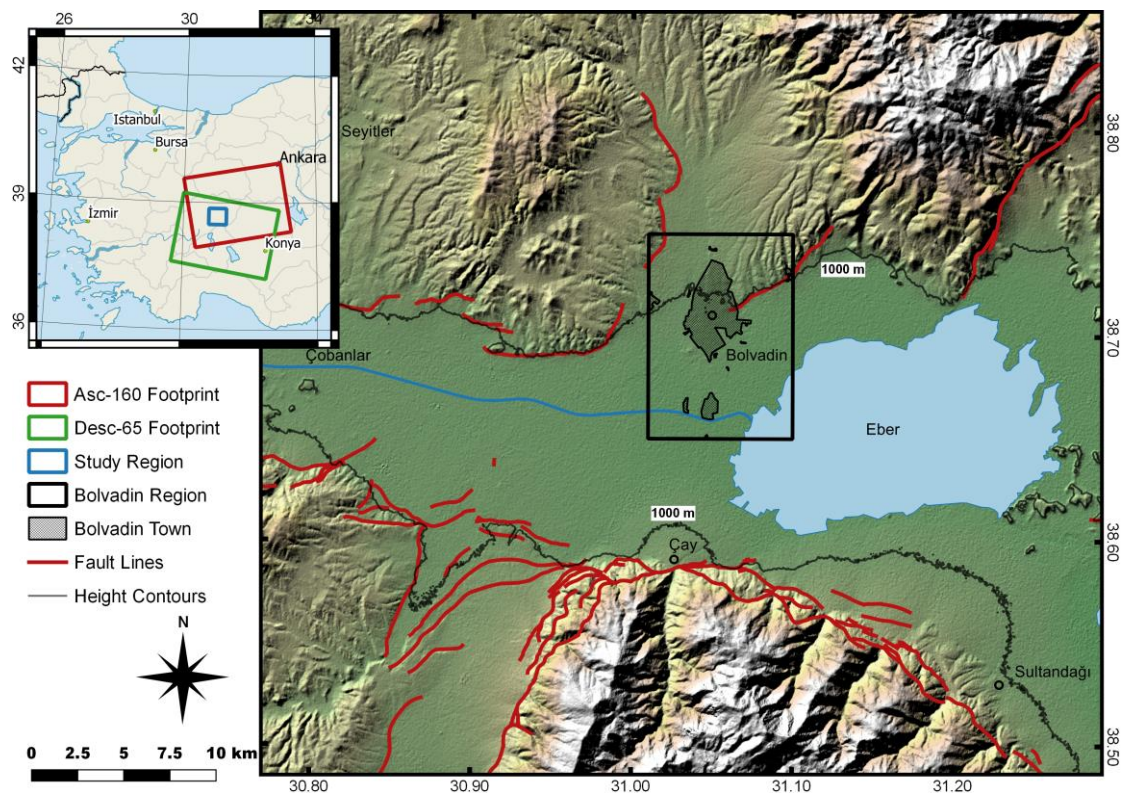 26
30
34
42
39
36
Istanbul
Bursa
Ankara
İzmir
Konya
Seyitler
38.80
1000 m
38.70
Çobanlar
Bolvadin
Eber
Asc-160 Footprint
Desc-65 Footprint
Study Region
Bolvadin Region
Bolvadin Town
Fault Lines
Height Contours
1000 m
Çay
38.60
Sultandağı
N
0 5 5 7.5 10 km
38.50
30.80
30.90
31.00
31.10
31.20